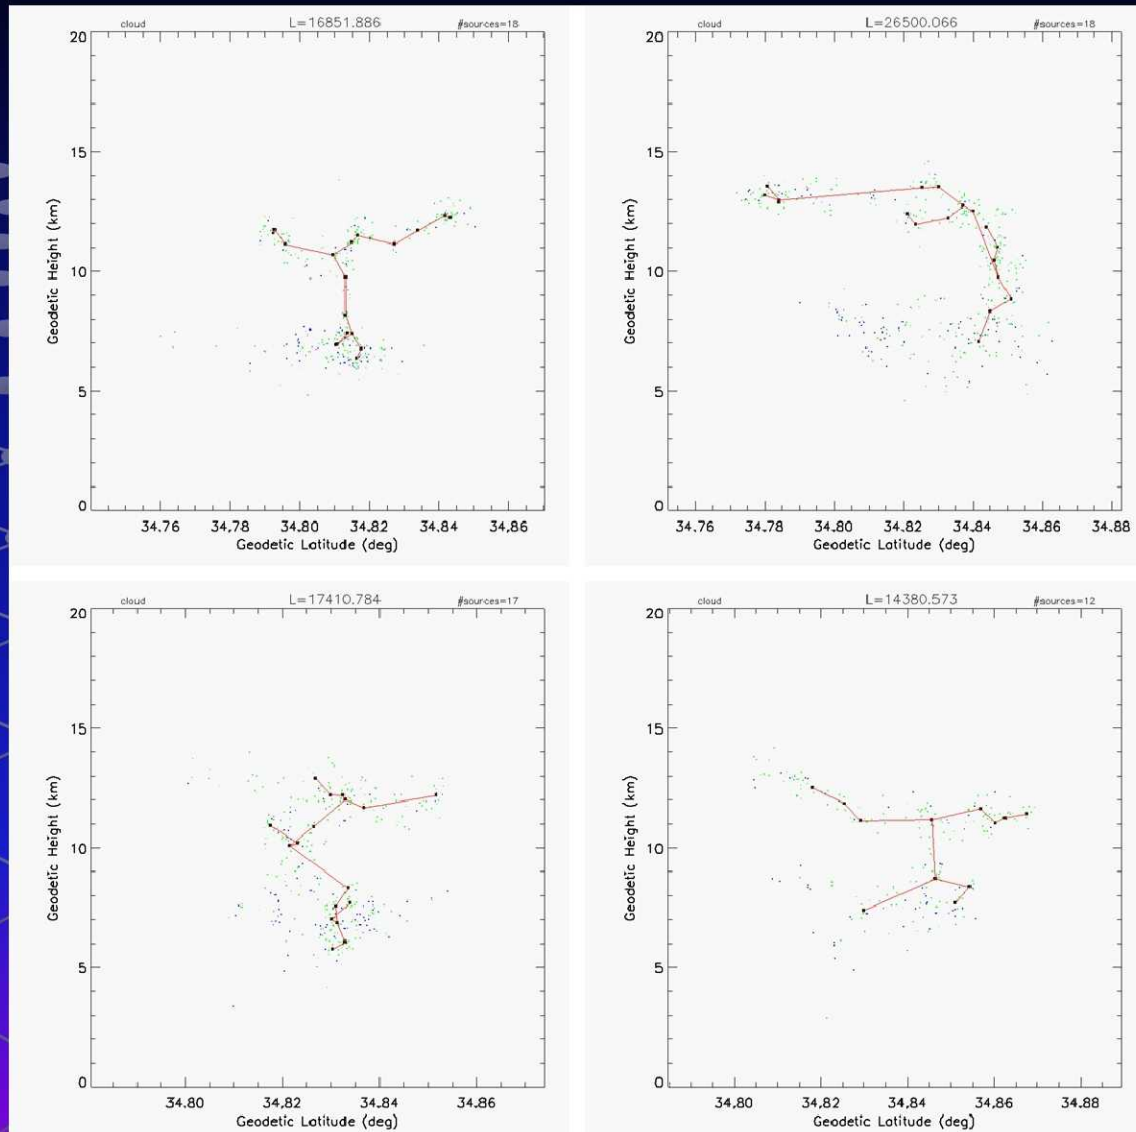 cloud L=16851.886 #sources=18
20
15
10
5
0
Geodetic Height (km)
34.76 34.78 34.80 34.82 34.84 34.86
Geodetic Latitude (deg)
cloud L=26500.066 #sources=18
20
15
10
5
0
Geodetic Height (km)
34.76 34.78 34.80 34.82 34.84 34.86 34.88
Geodetic Latitude (deg)
cloud L=17410.784 #sources=17
20
15
10
5
0
Geodetic Height (km)
34.80 34.82 34.84 34.86
Geodetic Latitude (deg)
cloud L=14380.573 #sources=12
20
15
10
5
0
Geodetic Height (km)
34.80 34.82 34.84 34.86 34.88
Geodetic Latitude (deg)